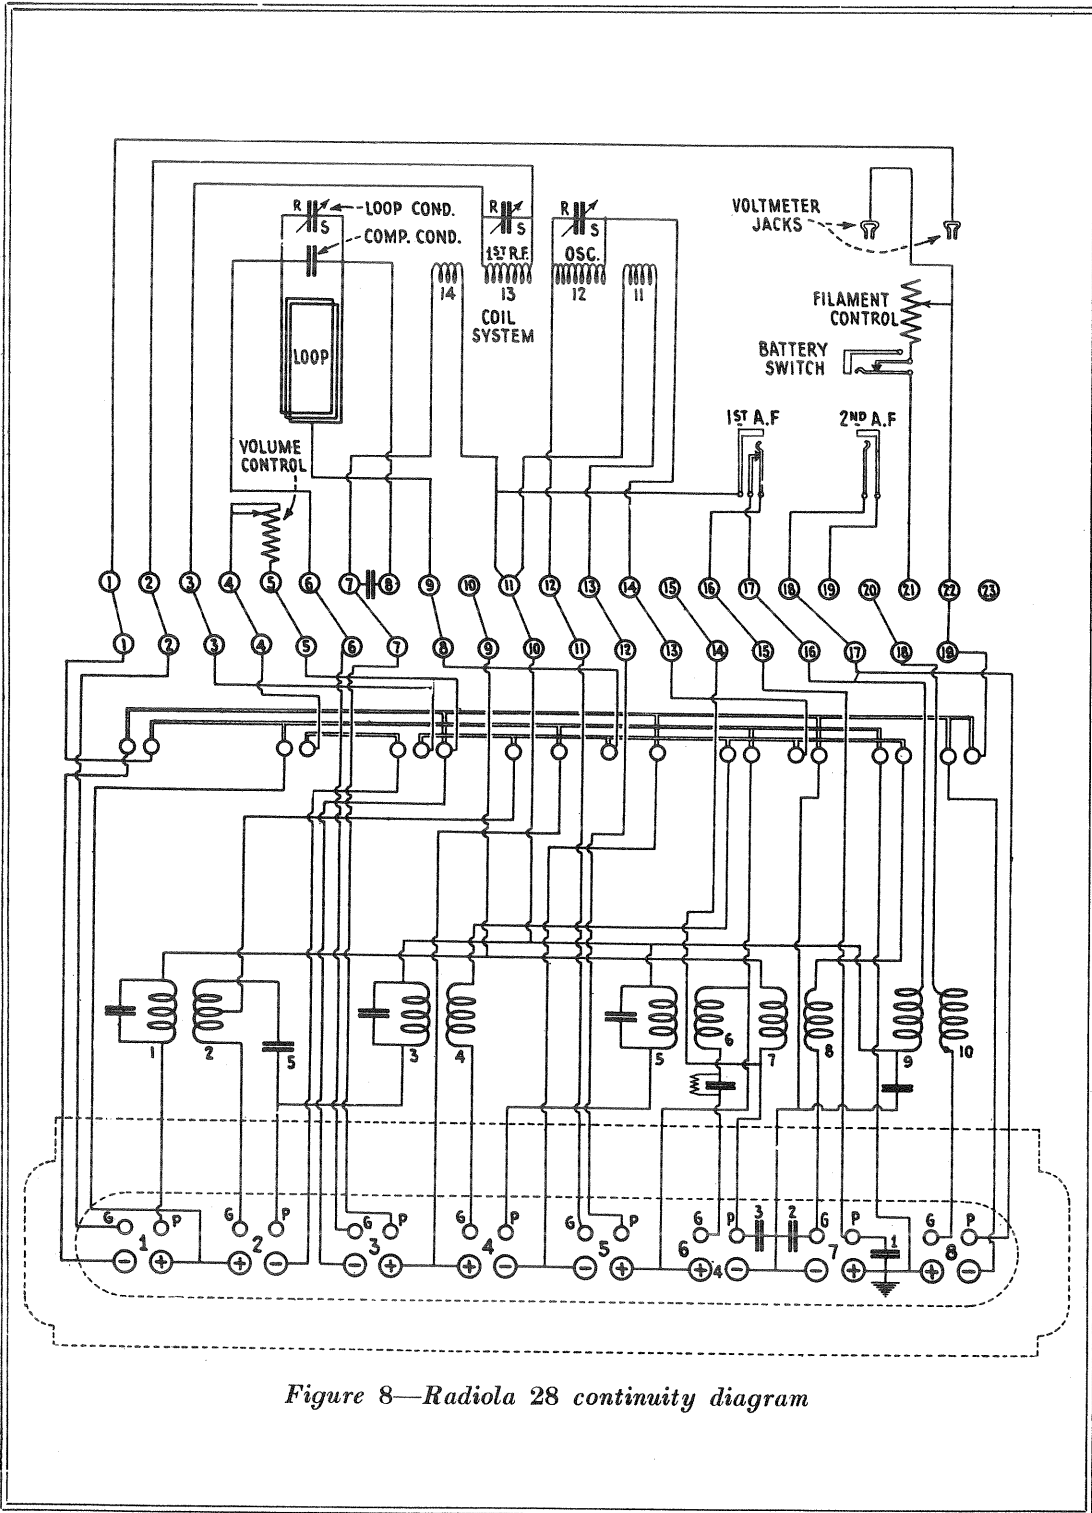 R LOOP COND.
S
COMP. COND.
LOOP
VOLUME
CONTROL
R
S
1ST R.F.
14 13
COIL
SYSTEM
R
S
OSC.
12 11
VOLTMETER
JACKS
FILAMENT
CONTROL
BATTERY
SWITCH
1ST A.F 2ND A.F
1 2 3 4 5 6 7 8 9 10 11 12 13 14 15 16 17 18 19 20 21 22 23
1 2 3 4 5 6 7 8 9 10 11 12 13 14 15 16 17 18 19
1 2 5 3 4 5 6 7 8 9 10
G P G P G P G P G P G P 3 2 G P 1 G P
1 2 3 4 5 6 7 8
− + + − − + + − − + + 4 − − + + −
Figure 8—Radiola 28 continuity diagram